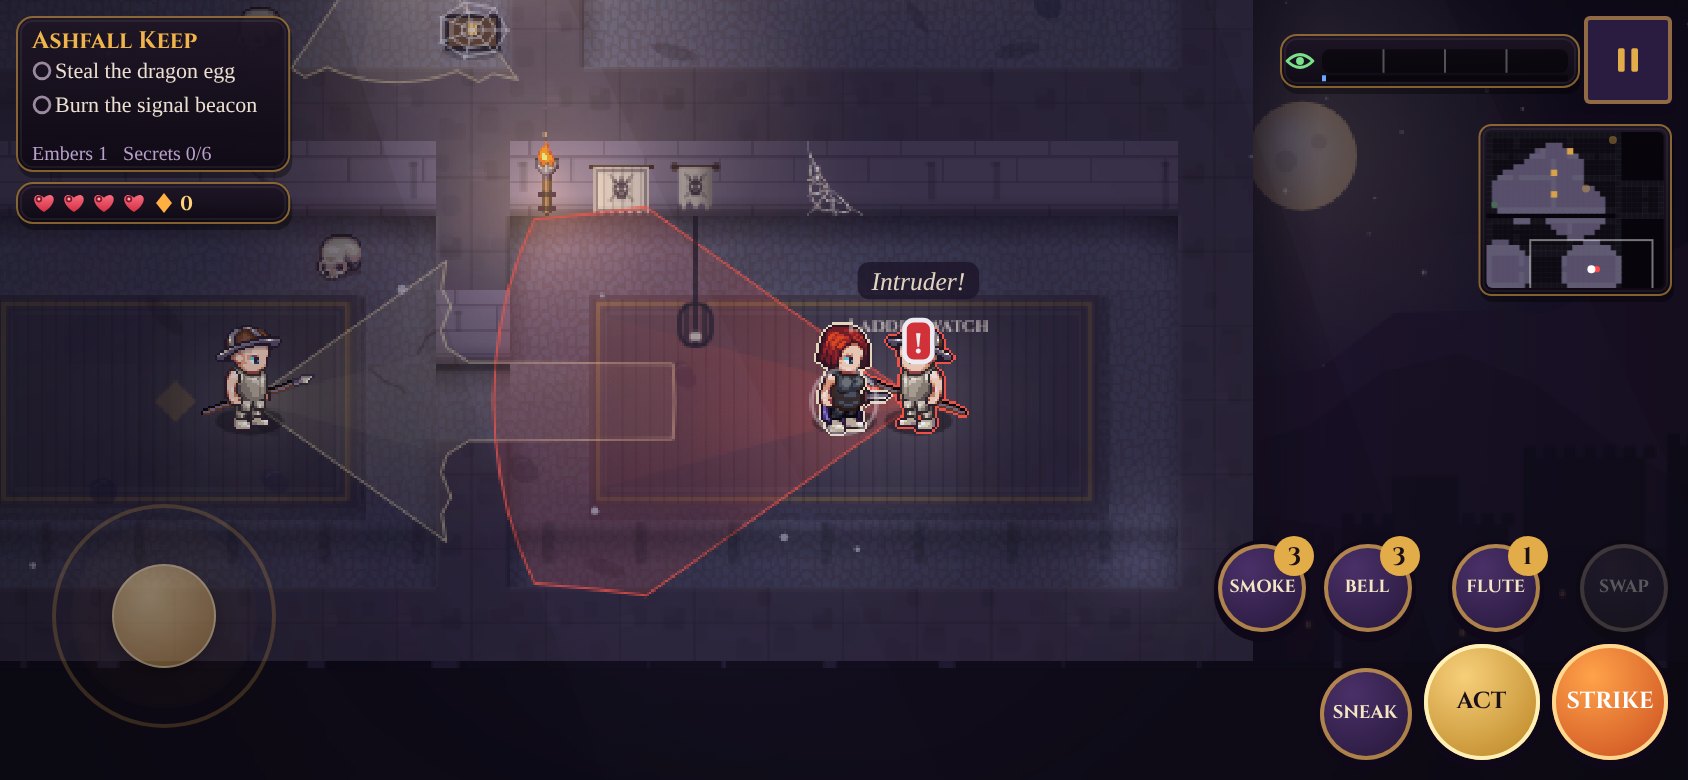 ASHFALL KEEP
Steal the dragon egg
Burn the signal beacon
Embers 1 Secrets 0/6
0
Intruder!
!
3
3
1
SMOKE
BELL
FLUTE
SWAP
SNEAK
ACT
STRIKE